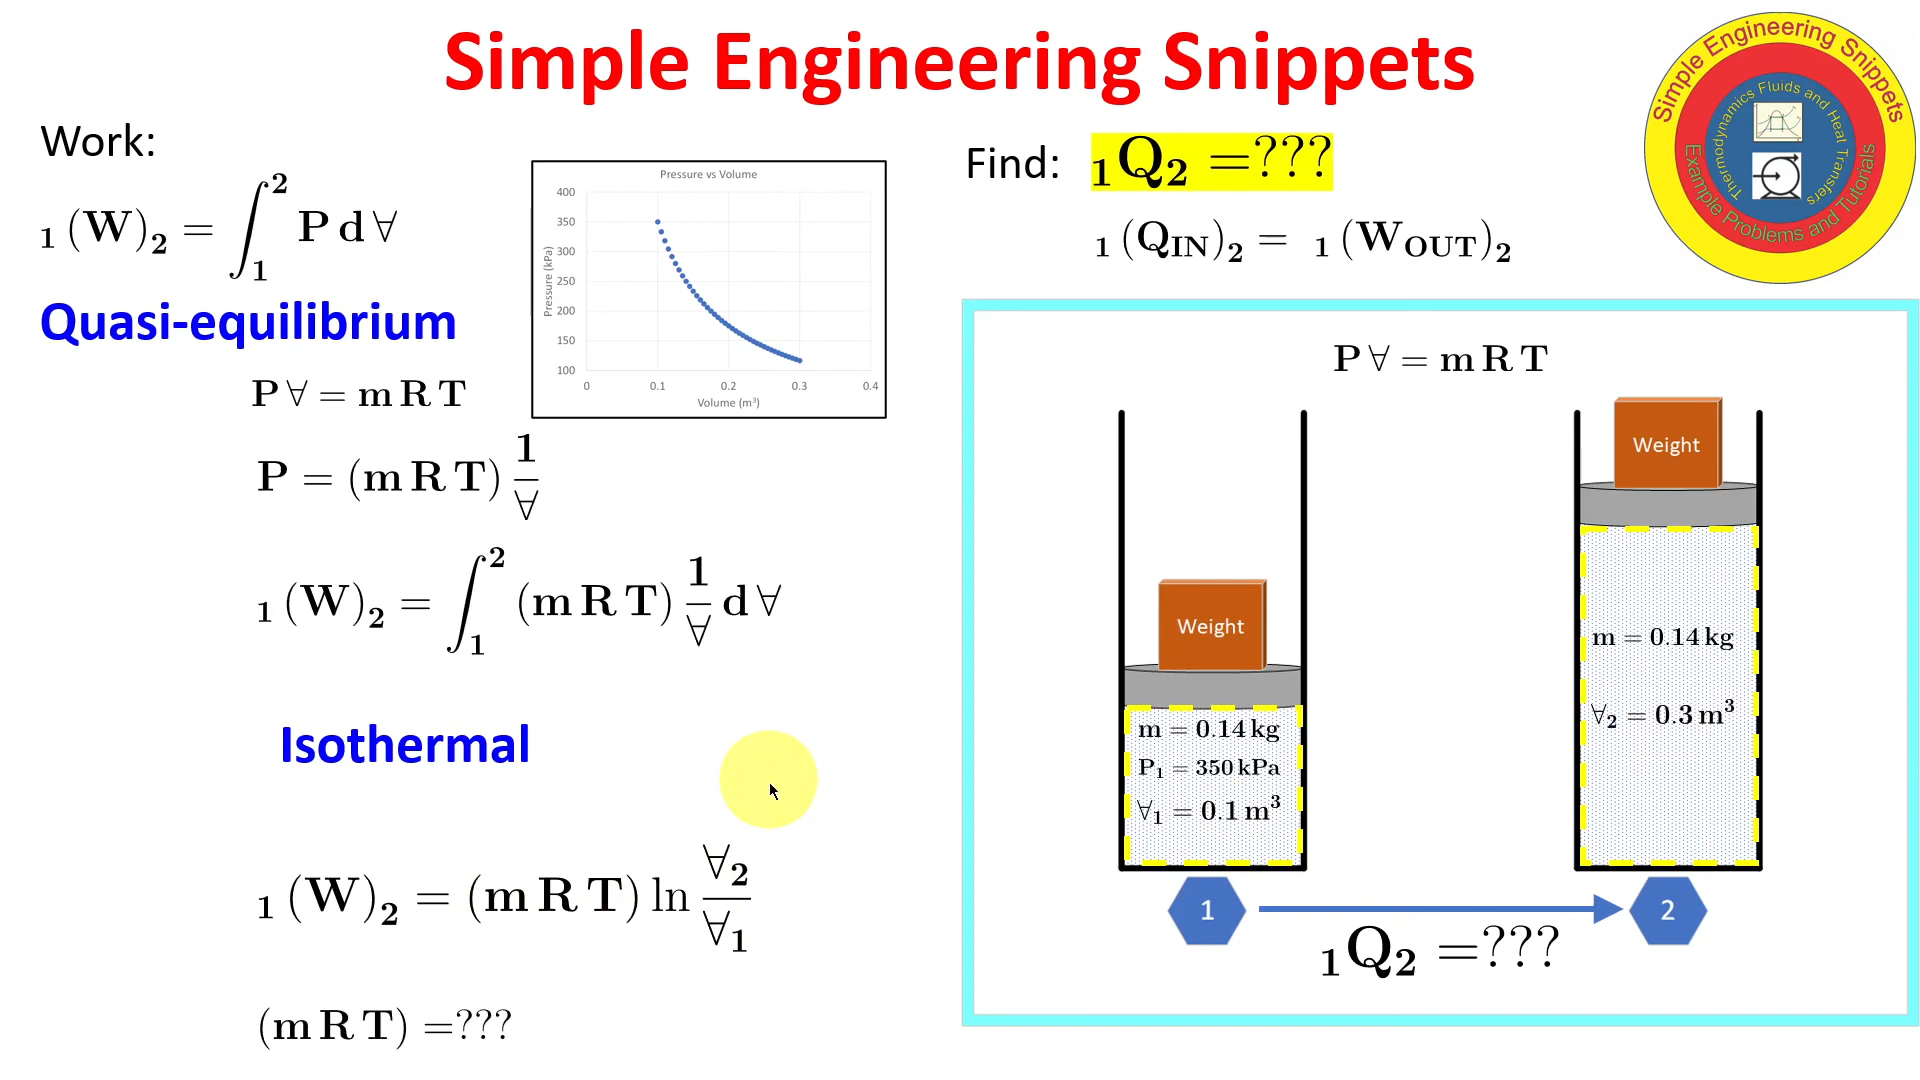 Simple Engineering Snippets
Work:
₁(W)₂ = ∫₁² P d∀
Quasi-equilibrium
P∀ = m R T
P = (m R T) 1/∀
₁(W)₂ = ∫₁² (m R T) 1/∀ d∀
Isothermal
₁(W)₂ = (m R T) ln ∀₂/∀₁
(m R T) =???
Pressure vs Volume
Pressure (kPa)
400
350
300
250
200
150
100
0 0.1 0.2 0.3 0.4
Volume (m³)
Find: ₁Q₂ =???
₁(Q_IN)₂ = ₁(W_OUT)₂
Simple Engineering Snippets
Example Problems and Tutorials
Thermodynamics Fluids and Heat Transfers
P∀ = m R T
Weight
m = 0.14 kg
P₁ = 350 kPa
∀₁ = 0.1 m³
1
Weight
m = 0.14 kg
∀₂ = 0.3 m³
2
₁Q₂ =???